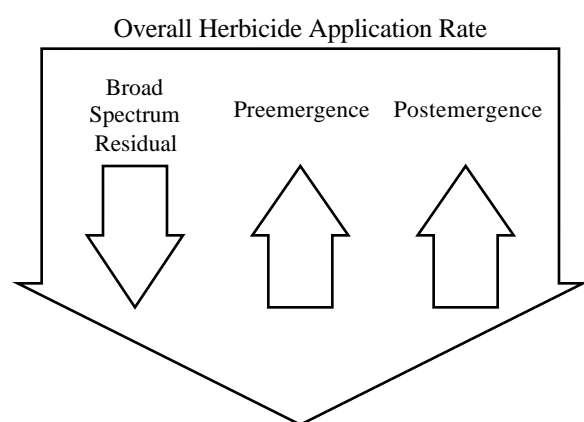 Overall Herbicide Application Rate
Broad
Spectrum
Residual
Preemergence
Postemergence